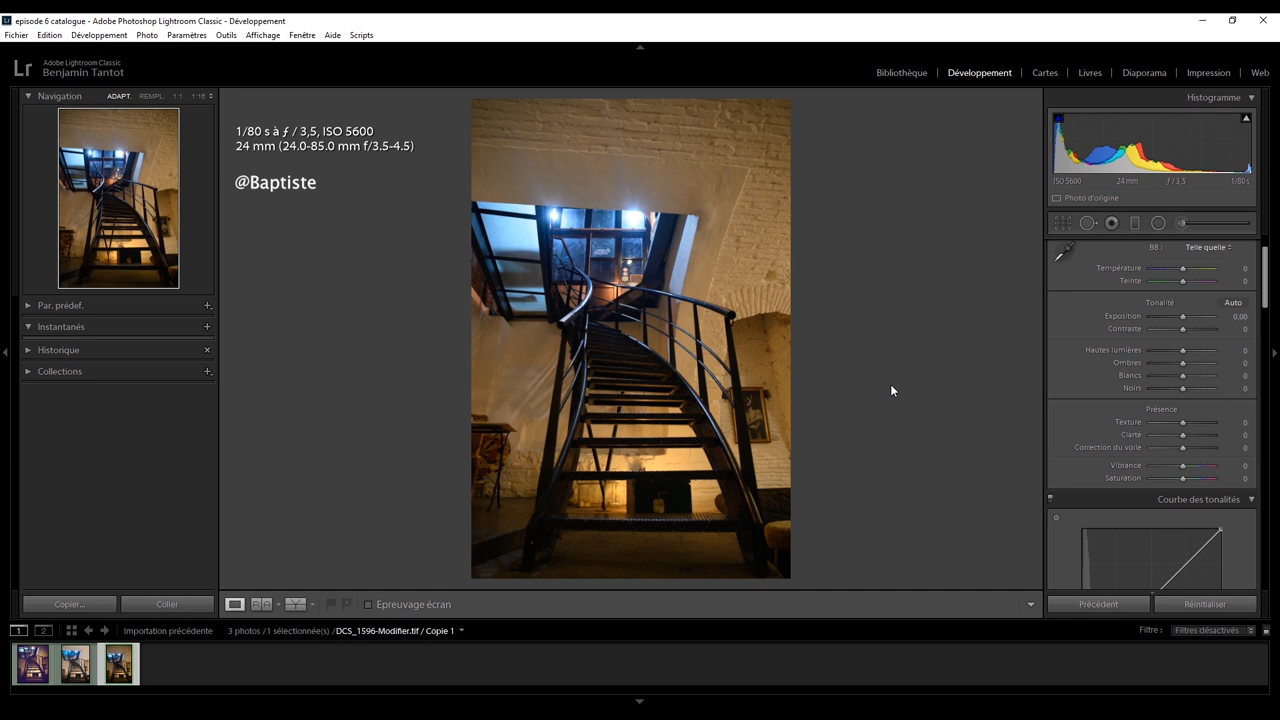 episode 6 catalogue - Adobe Photoshop Lightroom Classic - Développement
Fichier Edition Développement Photo Paramètres Outils Affichage Fenêtre Aide Scripts
Lr
Adobe Lightroom Classic
Benjamin Tantot
Bibliothèque | Développement | Cartes | Livres | Diaporama | Impression | Web
Navigation ADAPT. REMPL. 1:1 1:16
Par. prédef.
Instantanés
Historique
Collections
Copier... Coller
1/80 s à ƒ / 3,5, ISO 5600
24 mm (24.0-85.0 mm f/3.5-4.5)
@Baptiste
Epreuvage écran
Histogramme
ISO 5600 24 mm ƒ / 3,5 1/80 s
Photo d'origine
BB : Telle quelle
Température 0
Teinte 0
Tonalité Auto
Exposition 0,00
Contraste 0
Hautes lumières 0
Ombres 0
Blancs 0
Noirs 0
Présence
Texture 0
Clarté 0
Correction du voile 0
Vibrance 0
Saturation 0
Courbe des tonalités
Précédent Réinitialiser
1 2 Importation précédente 3 photos / 1 sélectionnée(s) / DCS_1596-Modifier.tif / Copie 1
Filtre : Filtres désactivés